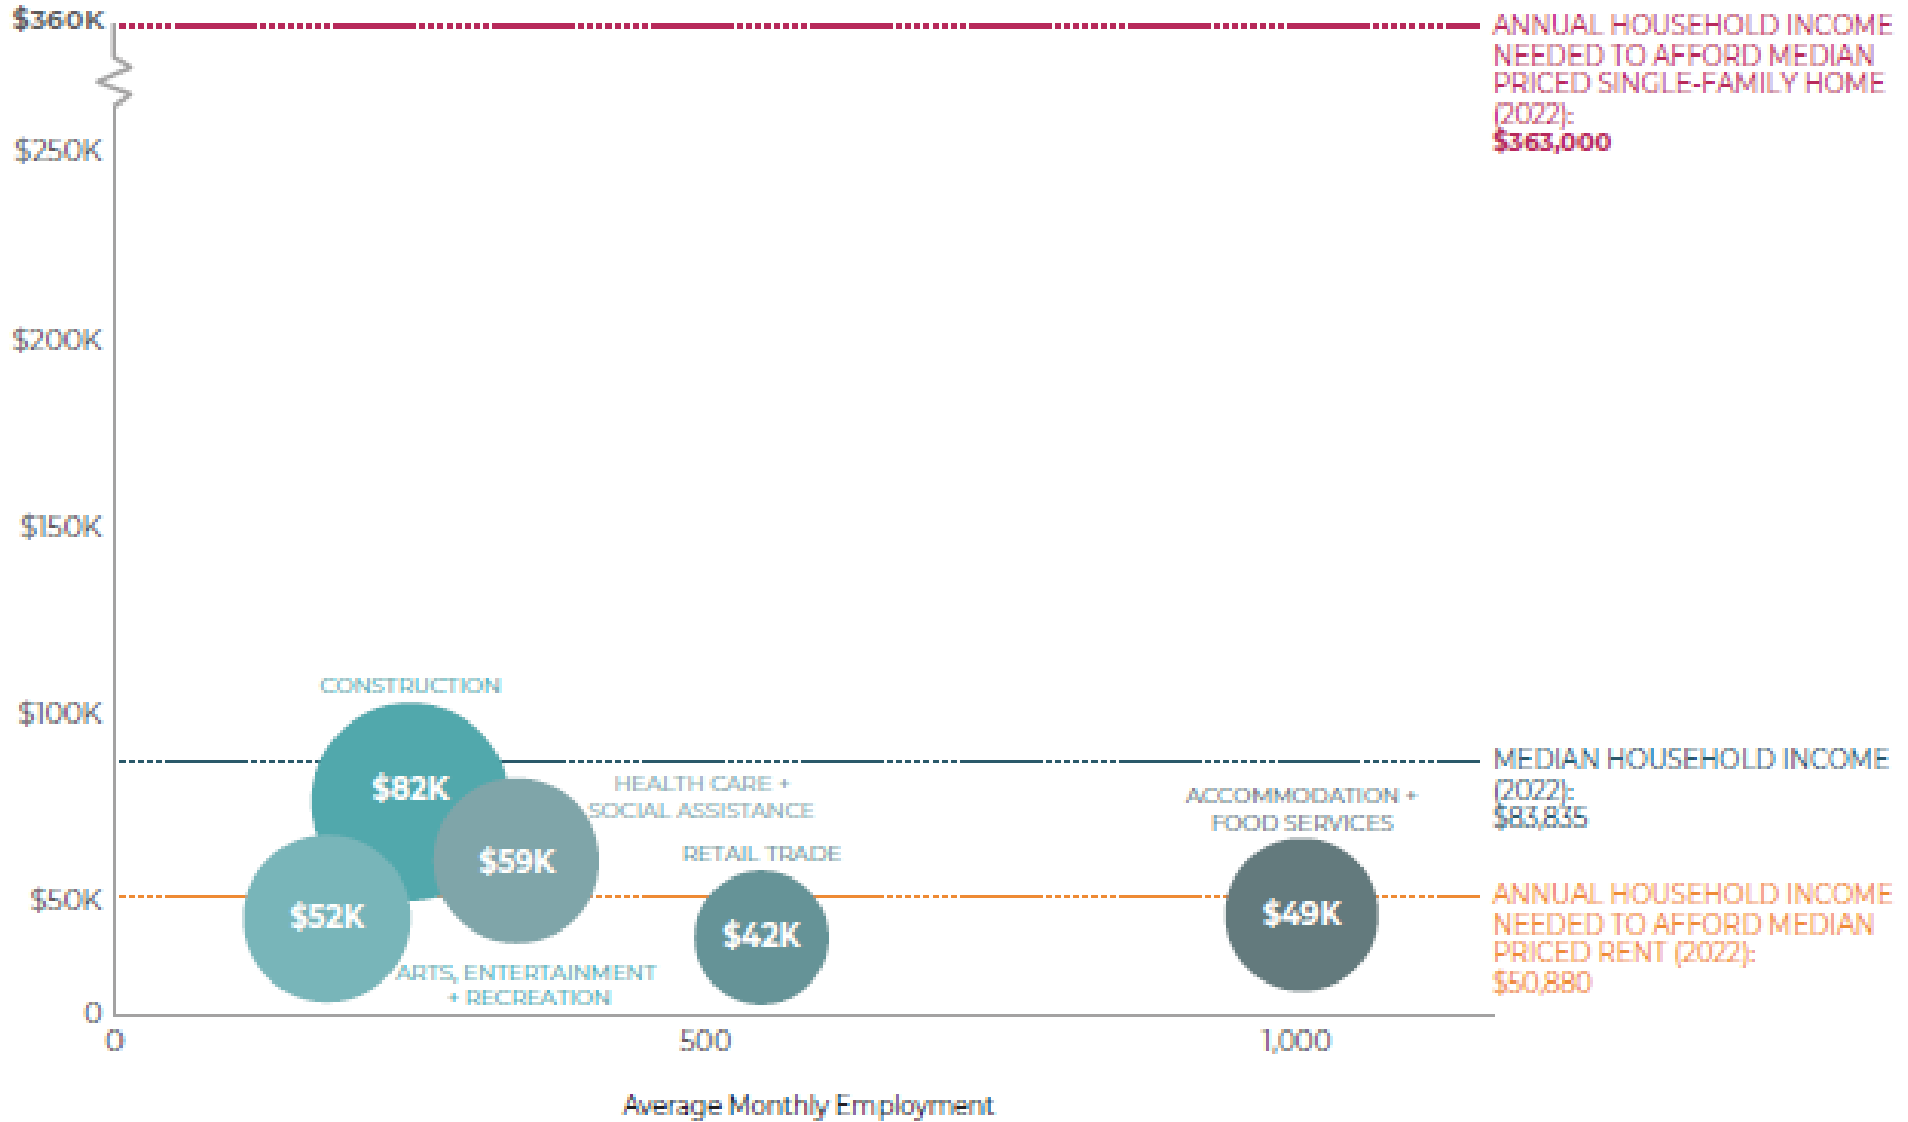 $360K
ANNUAL HOUSEHOLD INCOME
NEEDED TO AFFORD MEDIAN
PRICED SINGLE-FAMILY HOME
(2022):
$363,000
$250K
$200K
$150K
$100K
$50K
0
CONSTRUCTION
$82K
HEALTH CARE +
SOCIAL ASSISTANCE
$59K
$52K
ARTS, ENTERTAINMENT
+ RECREATION
RETAIL TRADE
$42K
ACCOMMODATION +
FOOD SERVICES
$49K
MEDIAN HOUSEHOLD INCOME
(2022):
$83,835
ANNUAL HOUSEHOLD INCOME
NEEDED TO AFFORD MEDIAN
PRICED RENT (2022):
$50,880
0
500
1,000
Average Monthly Employment